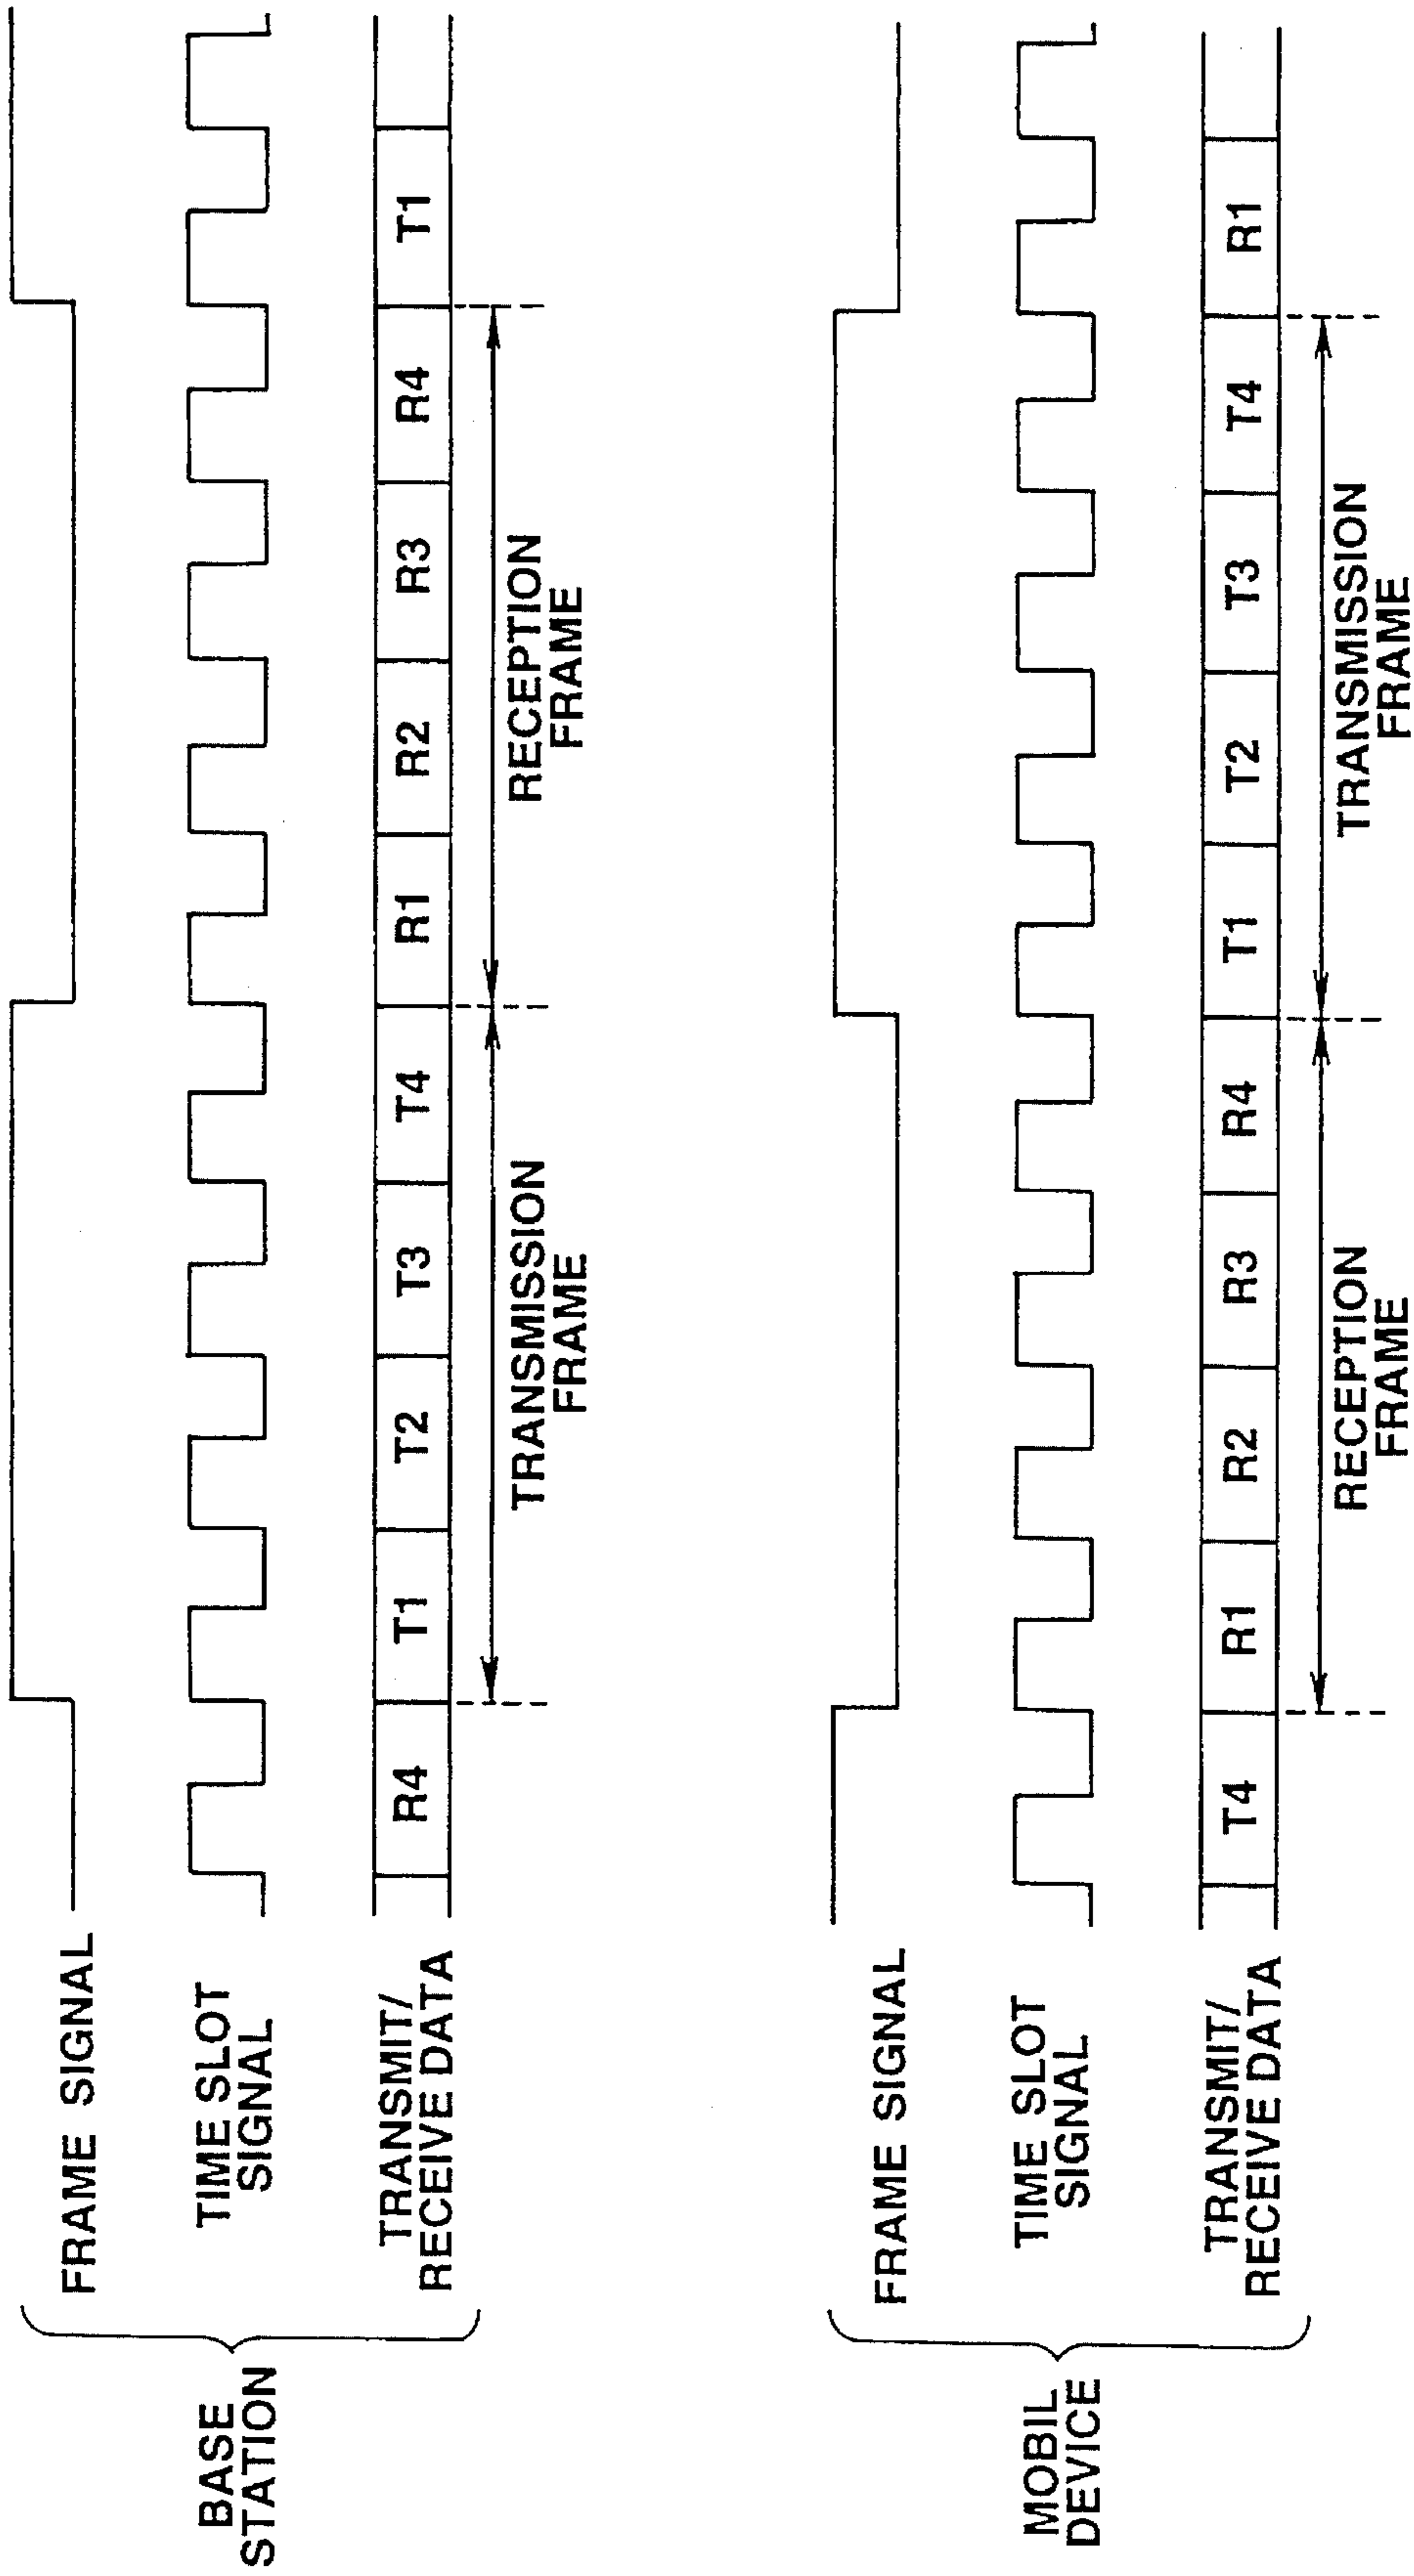 BASE
STATION
FRAME SIGNAL
TIME SLOT
SIGNAL
TRANSMIT/
RECEIVE DATA
R4 T1 T2 T3 T4 R1 R2 R3 R4 T1
TRANSMISSION
FRAME
RECEPTION
FRAME
MOBIL
DEVICE
FRAME SIGNAL
TIME SLOT
SIGNAL
TRANSMIT/
RECEIVE DATA
T4 R1 R2 R3 R4 T1 T2 T3 T4 R1
RECEPTION
FRAME
TRANSMISSION
FRAME